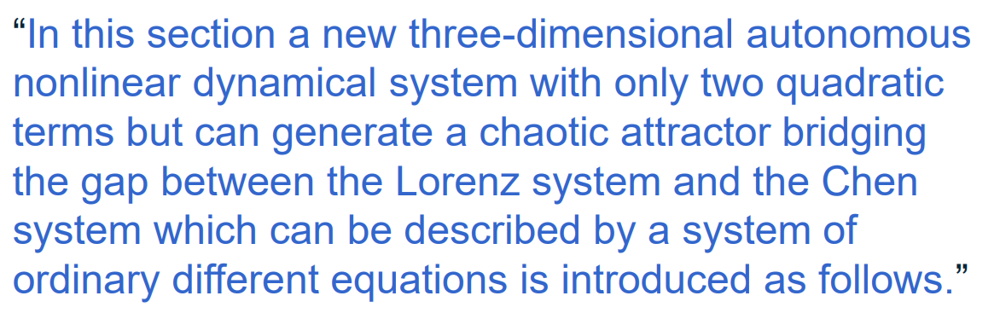 “In this section a new three-dimensional autonomous
nonlinear dynamical system with only two quadratic
terms but can generate a chaotic attractor bridging
the gap between the Lorenz system and the Chen
system which can be described by a system of
ordinary different equations is introduced as follows.”